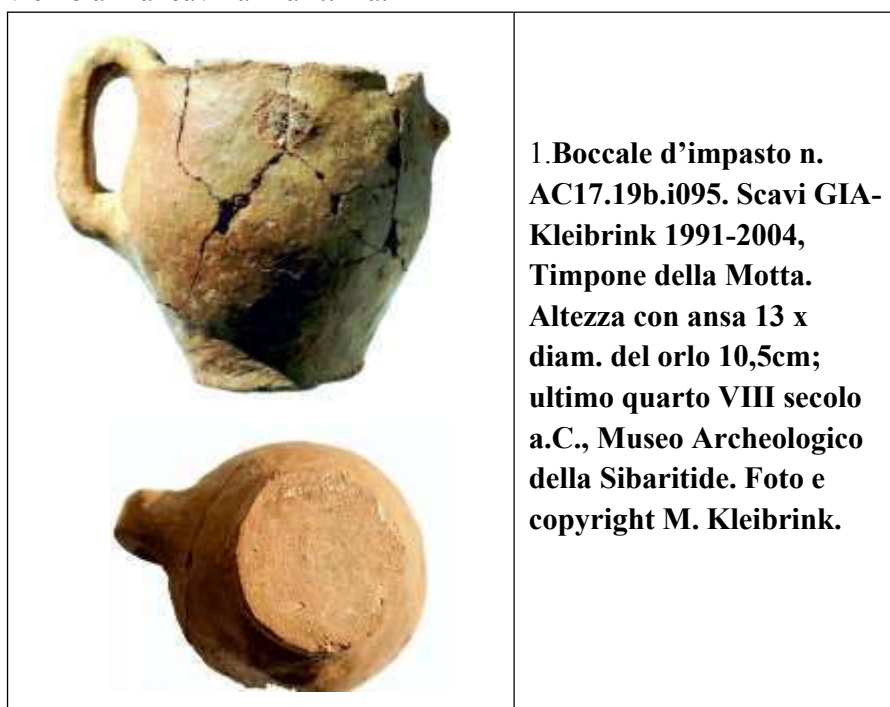 1.Boccale d’impasto n.
AC17.19b.i095. Scavi GIA-
Kleibrink 1991-2004,
Timpone della Motta.
Altezza con ansa 13 x
diam. del orlo 10,5cm;
ultimo quarto VIII secolo
a.C., Museo Archeologico
della Sibaritide. Foto e
copyright M. Kleibrink.